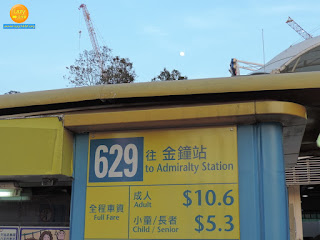 629 往 金鐘站
to Admiralty Station
全程車資 成人 $10.6
Full Fare Adult
小童/長者 $5.3
Child / Senior